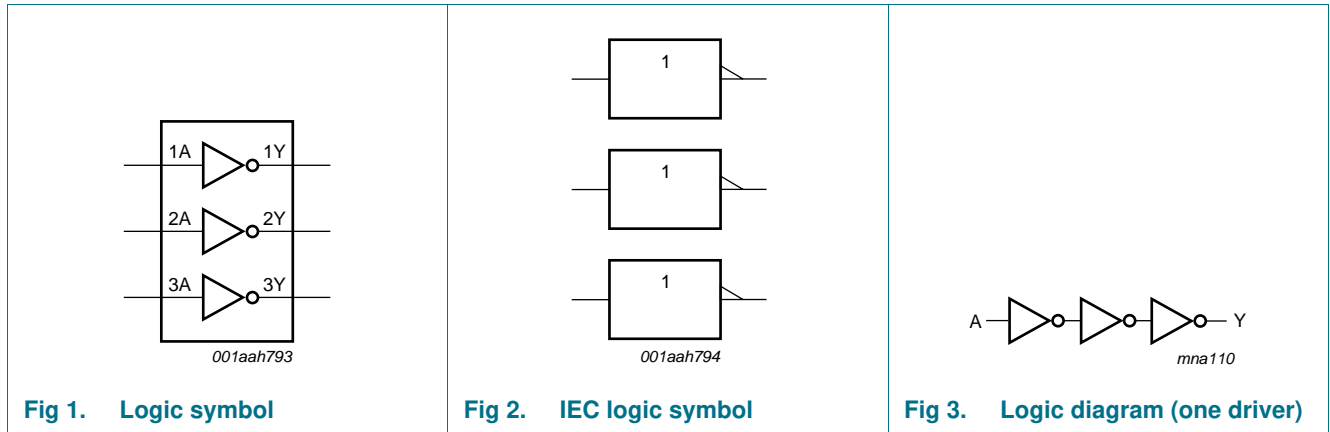 1A 1Y
2A 2Y
3A 3Y
001aah793
Fig 1. Logic symbol
1
1
1
001aah794
Fig 2. IEC logic symbol
A Y
mna110
Fig 3. Logic diagram (one driver)